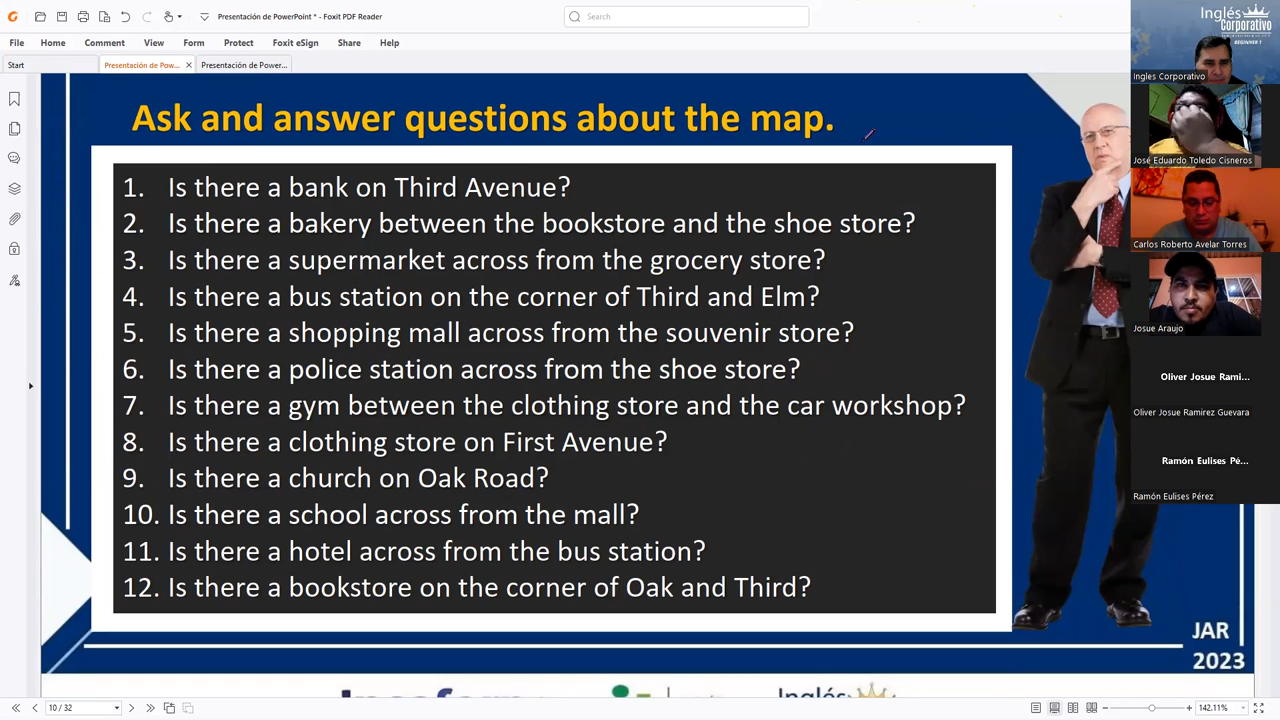 Presentación de PowerPoint * - Foxit PDF Reader
Search
File Home Comment View Form Protect Foxit eSign Share Help
Start
Presentación de Pow...
Presentación de Power...
Ask and answer questions about the map.
1. Is there a bank on Third Avenue?
2. Is there a bakery between the bookstore and the shoe store?
3. Is there a supermarket across from the grocery store?
4. Is there a bus station on the corner of Third and Elm?
5. Is there a shopping mall across from the souvenir store?
6. Is there a police station across from the shoe store?
7. Is there a gym between the clothing store and the car workshop?
8. Is there a clothing store on First Avenue?
9. Is there a church on Oak Road?
10. Is there a school across from the mall?
11. Is there a hotel across from the bus station?
12. Is there a bookstore on the corner of Oak and Third?
JAR
2023
Inglés
Corporativo
BEGINNER 1
Ingles Corporativo
José Eduardo Toledo Cisneros
Carlos Roberto Avelar Torres
Josue Araujo
Oliver Josue Rami...
Oliver Josue Ramirez Guevara
Ramón Eulises Pé...
Ramón Eulises Pérez
Inglés
10 / 32
142.11%